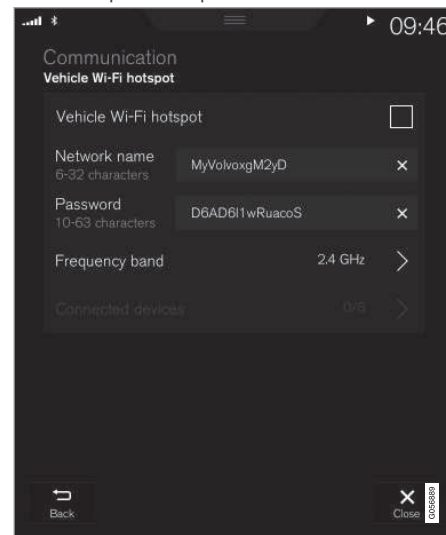 09:46
Communication
Vehicle Wi-Fi hotspot
Vehicle Wi-Fi hotspot
Network name
6-32 characters
MyVolvoxgM2yD
Password
10-63 characters
D6AD6I1wRuacoS
Frequency band
2.4 GHz
Connected devices
0/8
Back
Close
G056889